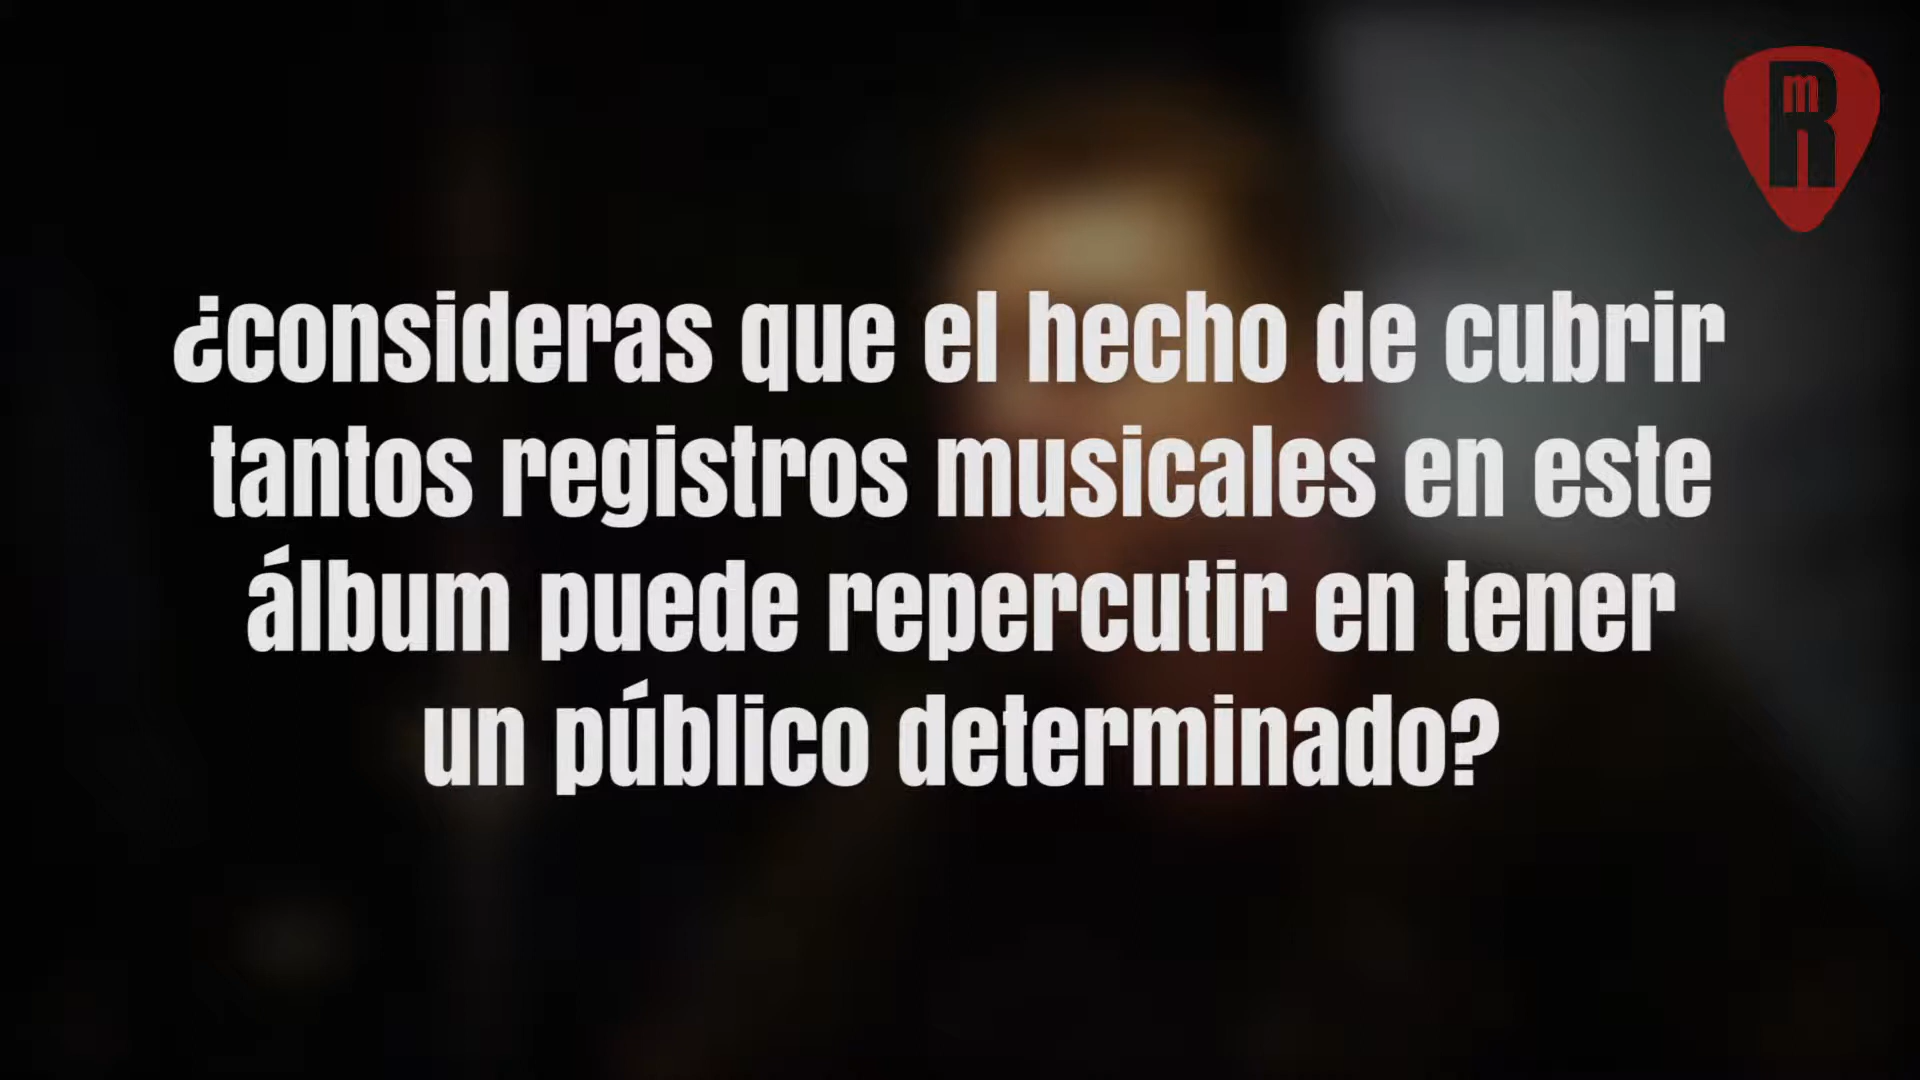 mR
¿consideras que el hecho de cubrir
tantos registros musicales en este
álbum puede repercutir en tener
un público determinado?